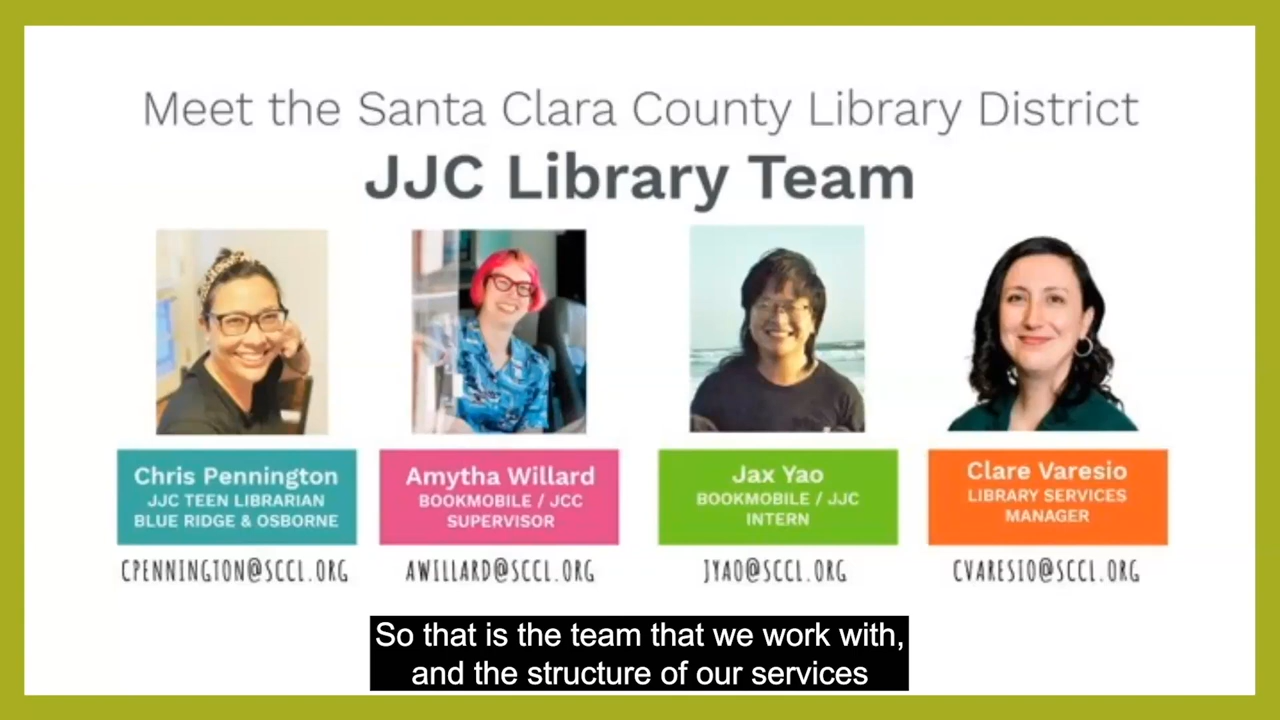 Meet the Santa Clara County Library District
JJC Library Team
Chris Pennington
JJC TEEN LIBRARIAN
BLUE RIDGE & OSBORNE
CPENNINGTON@SCCL.ORG
Amytha Willard
BOOKMOBILE / JCC
SUPERVISOR
AWILLARD@SCCL.ORG
Jax Yao
BOOKMOBILE / JJC
INTERN
JYAO@SCCL.ORG
Clare Varesio
LIBRARY SERVICES
MANAGER
CVARESIO@SCCL.ORG
So that is the team that we work with,
and the structure of our services